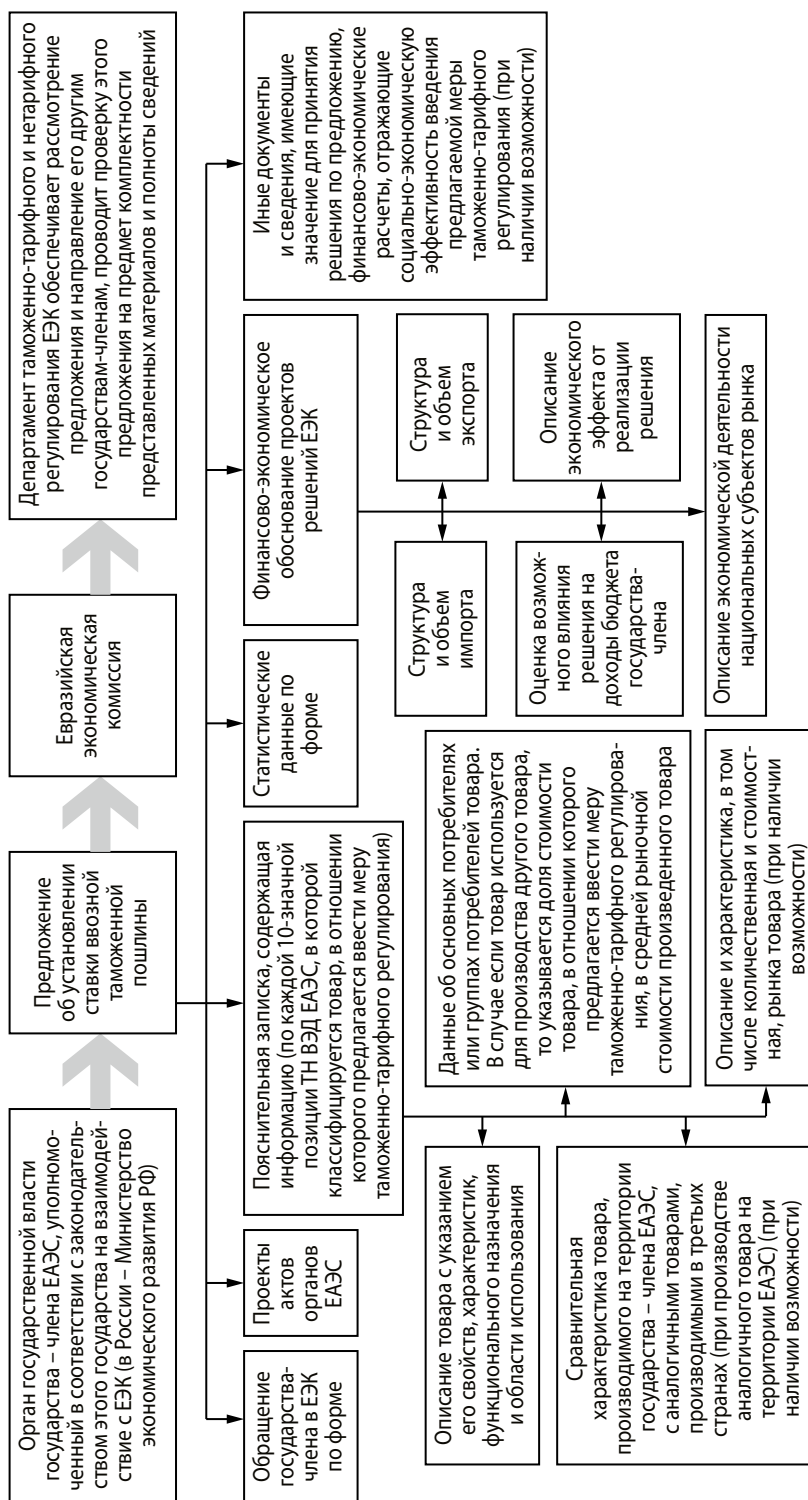 Орган государственной власти
государства – члена ЕАЭС, уполномо-
ченный в соответствии с законодатель-
ством этого государства на взаимодей-
ствие с ЕЭК (в России – Министерство
экономического развития РФ)
Предложение
об установлении
ставки ввозной
таможенной
пошлины
Евразийская
экономическая
комиссия
Департамент таможенно-тарифного и нетарифного
регулирования ЕЭК обеспечивает рассмотрение
предложения и направление его другим
государствам-членам, проводит проверку этого
предложения на предмет комплектности
представленных материалов и полноты сведений
Обращение
государства-
члена в ЕЭК
по форме
Проекты
актов
органов
ЕАЭС
Пояснительная записка, содержащая
информацию (по каждой 10-значной
позиции ТН ВЭД ЕАЭС, в которой
классифицируется товар, в отношении
которого предлагается ввести меру
таможенно-тарифного регулирования)
Статистические
данные по
форме
Финансово-экономическое
обоснование проектов
решений ЕЭК
Иные документы
и сведения, имеющие
значение для принятия
решения по предложению,
финансово-экономические
расчеты, отражающие
социально-экономическую
эффективность введения
предлагаемой меры
таможенно-тарифного
регулирования (при
наличии возможности)
Описание товара с указанием
его свойств, характеристик,
функционального назначения
и области использования
Данные об основных потребителях
или группах потребителей товара.
В случае если товар используется
для производства другого товара,
то указывается доля стоимости
товара, в отношении которого
предлагается ввести меру
таможенно-тарифного регулирова-
ния, в средней рыночной
стоимости произведенного товара
Сравнительная
характеристика товара,
производимого на территории
государства – члена ЕАЭС,
с аналогичными товарами,
производимыми в третьих
странах (при производстве
аналогичного товара на
территории ЕАЭС) (при
наличии возможности)
Описание и характеристика, в том
числе количественная и стоимост-
ная, рынка товара (при наличии
возможности)
Структура
и объем
импорта
Структура
и объем
экспорта
Оценка возмож-
ного влияния
решения на
доходы бюджета
государства-
члена
Описание
экономического
эффекта от
реализации
решения
Описание экономической деятельности
национальных субъектов рынка